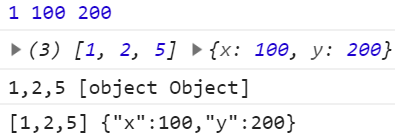 1 100 200
▶ (3) [1, 2, 5] ▶ {x: 100, y: 200}
1,2,5 [object Object]
[1,2,5] {"x":100,"y":200}